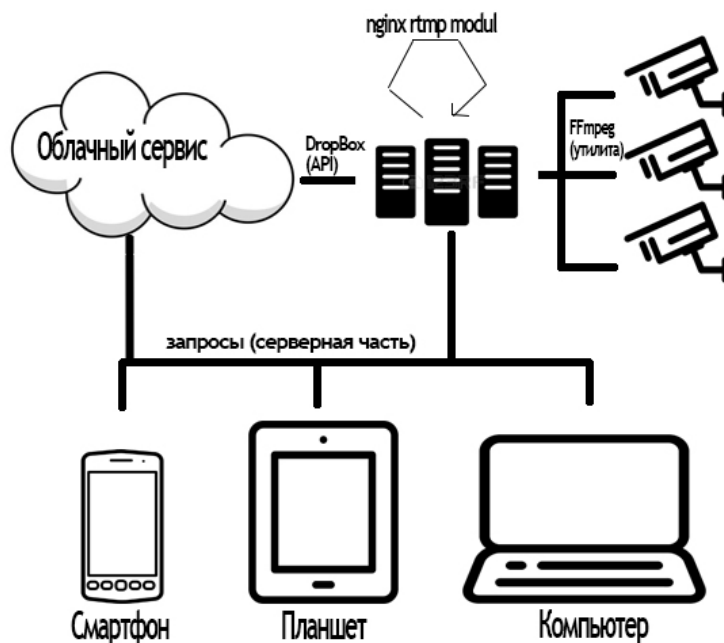 nginx rtmp modul
Облачный сервис
DropBox
(API)
FFmpeg
(утилита)
запросы (серверная часть)
Смартфон
Планшет
Компьютер